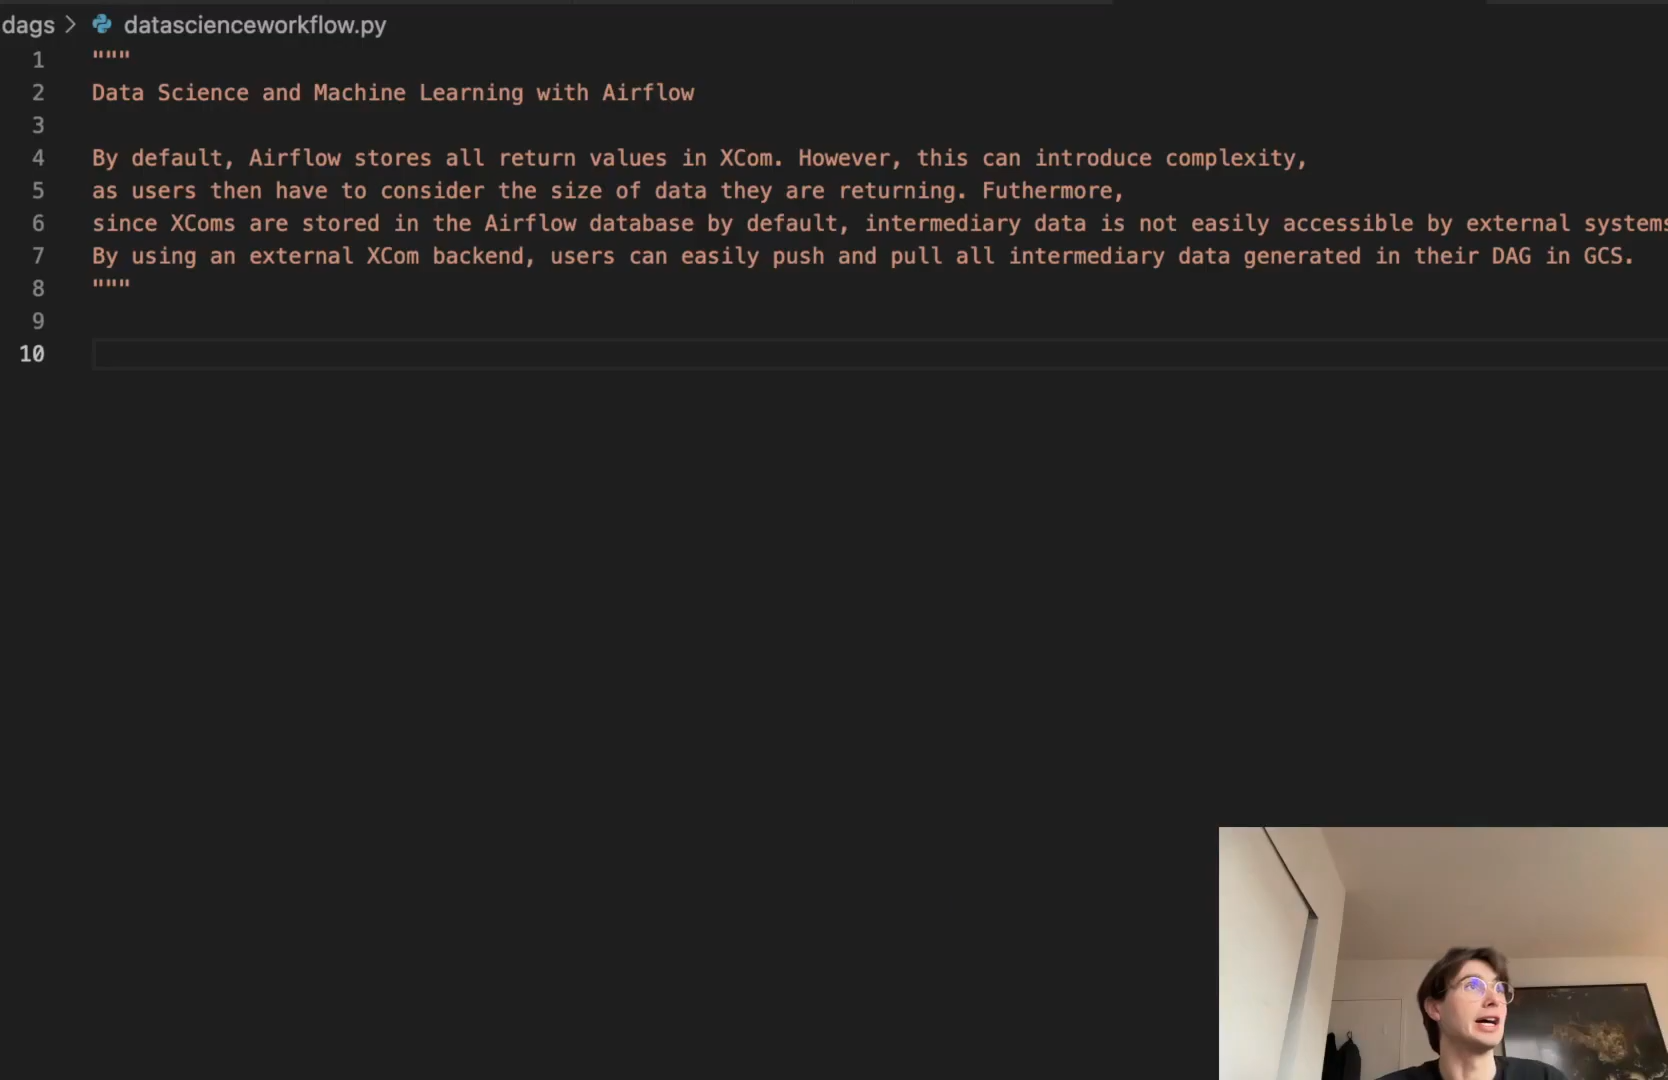 dags > datascienceworkflow.py
1 """
2 Data Science and Machine Learning with Airflow
3
4 By default, Airflow stores all return values in XCom. However, this can introduce complexity,
5 as users then have to consider the size of data they are returning. Futhermore,
6 since XComs are stored in the Airflow database by default, intermediary data is not easily accessible by external systems
7 By using an external XCom backend, users can easily push and pull all intermediary data generated in their DAG in GCS.
8 """
9
10